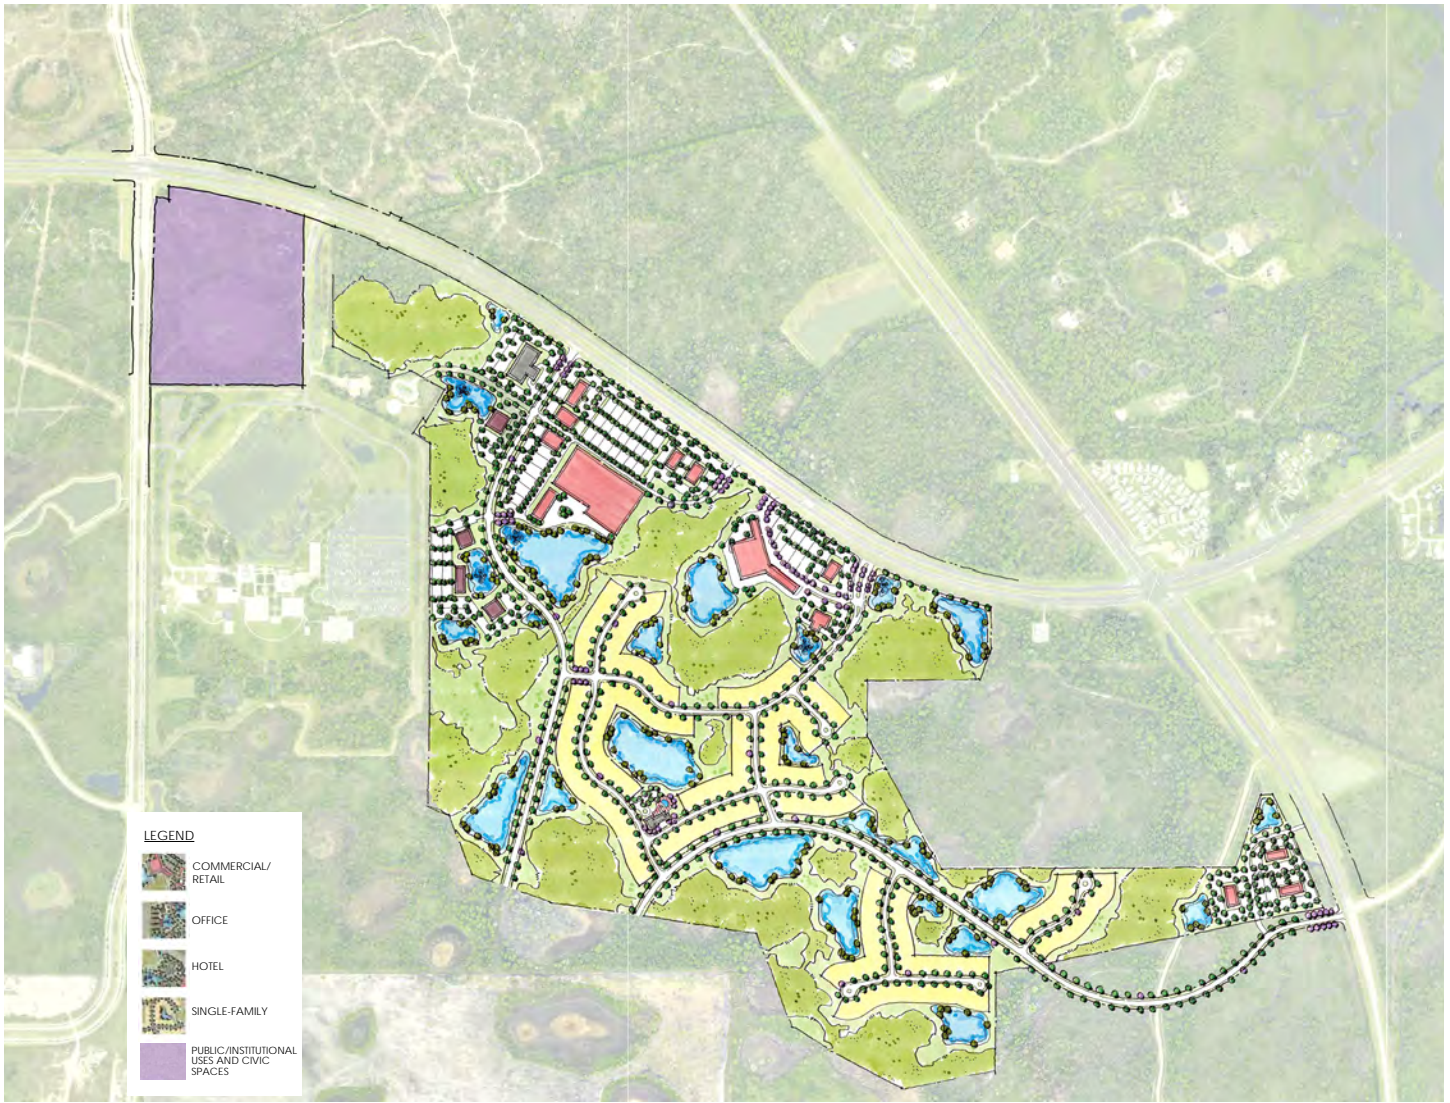 LEGEND
COMMERCIAL/
RETAIL
OFFICE
HOTEL
SINGLE-FAMILY
PUBLIC/INSTITUTIONAL
USES AND CIVIC
SPACES